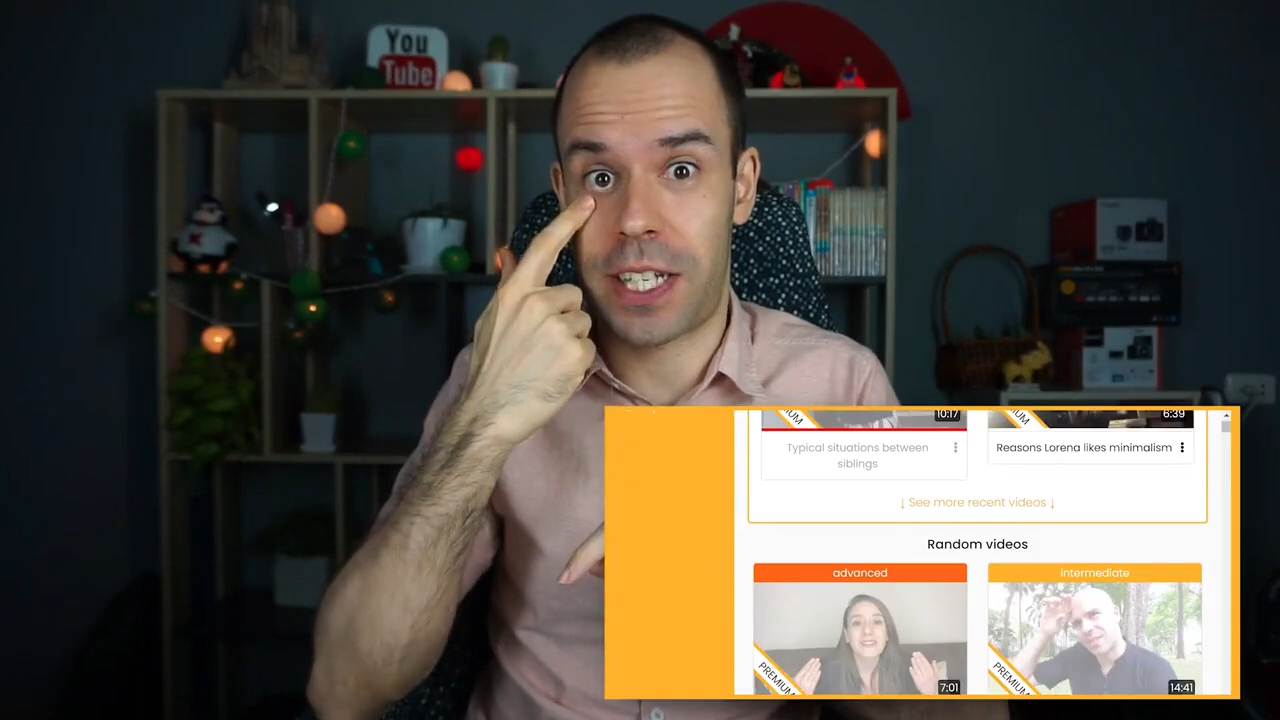 You
Tube
10:17
6:39
Typical situations between
siblings
Reasons Lorena likes minimalism
↓ See more recent videos ↓
Random videos
advanced
intermediate
PREMIUM
7:01
PREMIUM
14:41